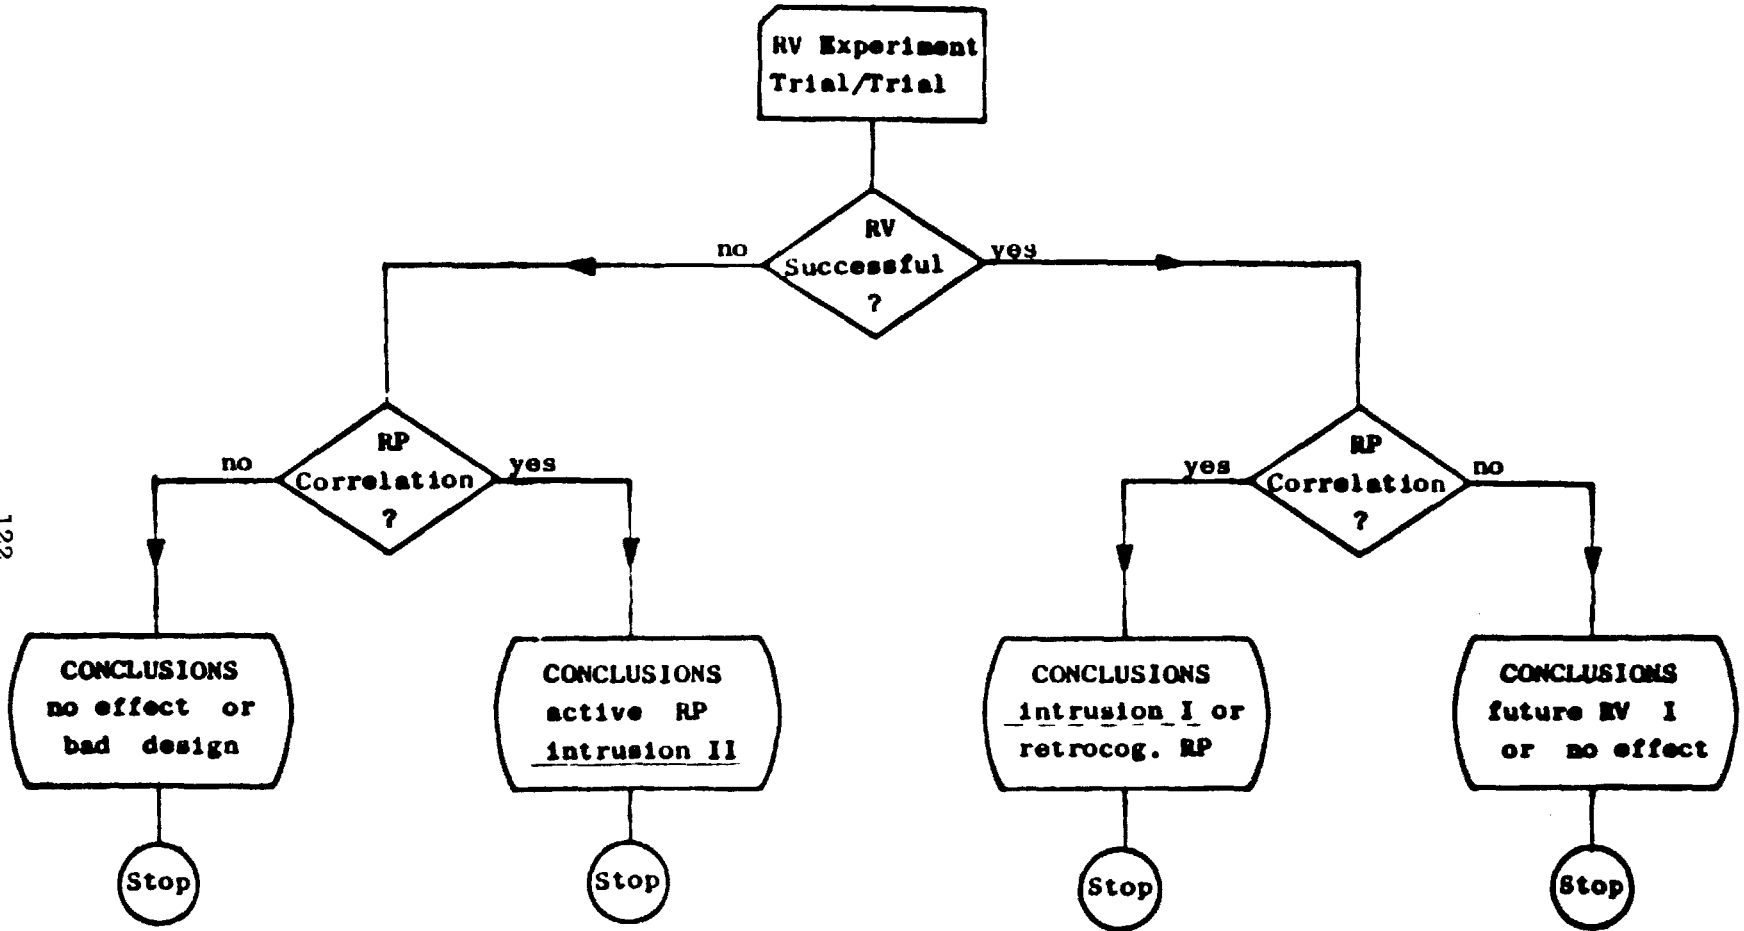 RV Experiment
Trial/Trial
RV
Successful
?
no
yes
RP
Correlation
?
no
yes
RP
Correlation
?
yes
no
CONCLUSIONS
no effect or
bad design
CONCLUSIONS
active RP
intrusion II
CONCLUSIONS
intrusion I or
retrocog. RP
CONCLUSIONS
future RV I
or no effect
Stop
Stop
Stop
Stop
122